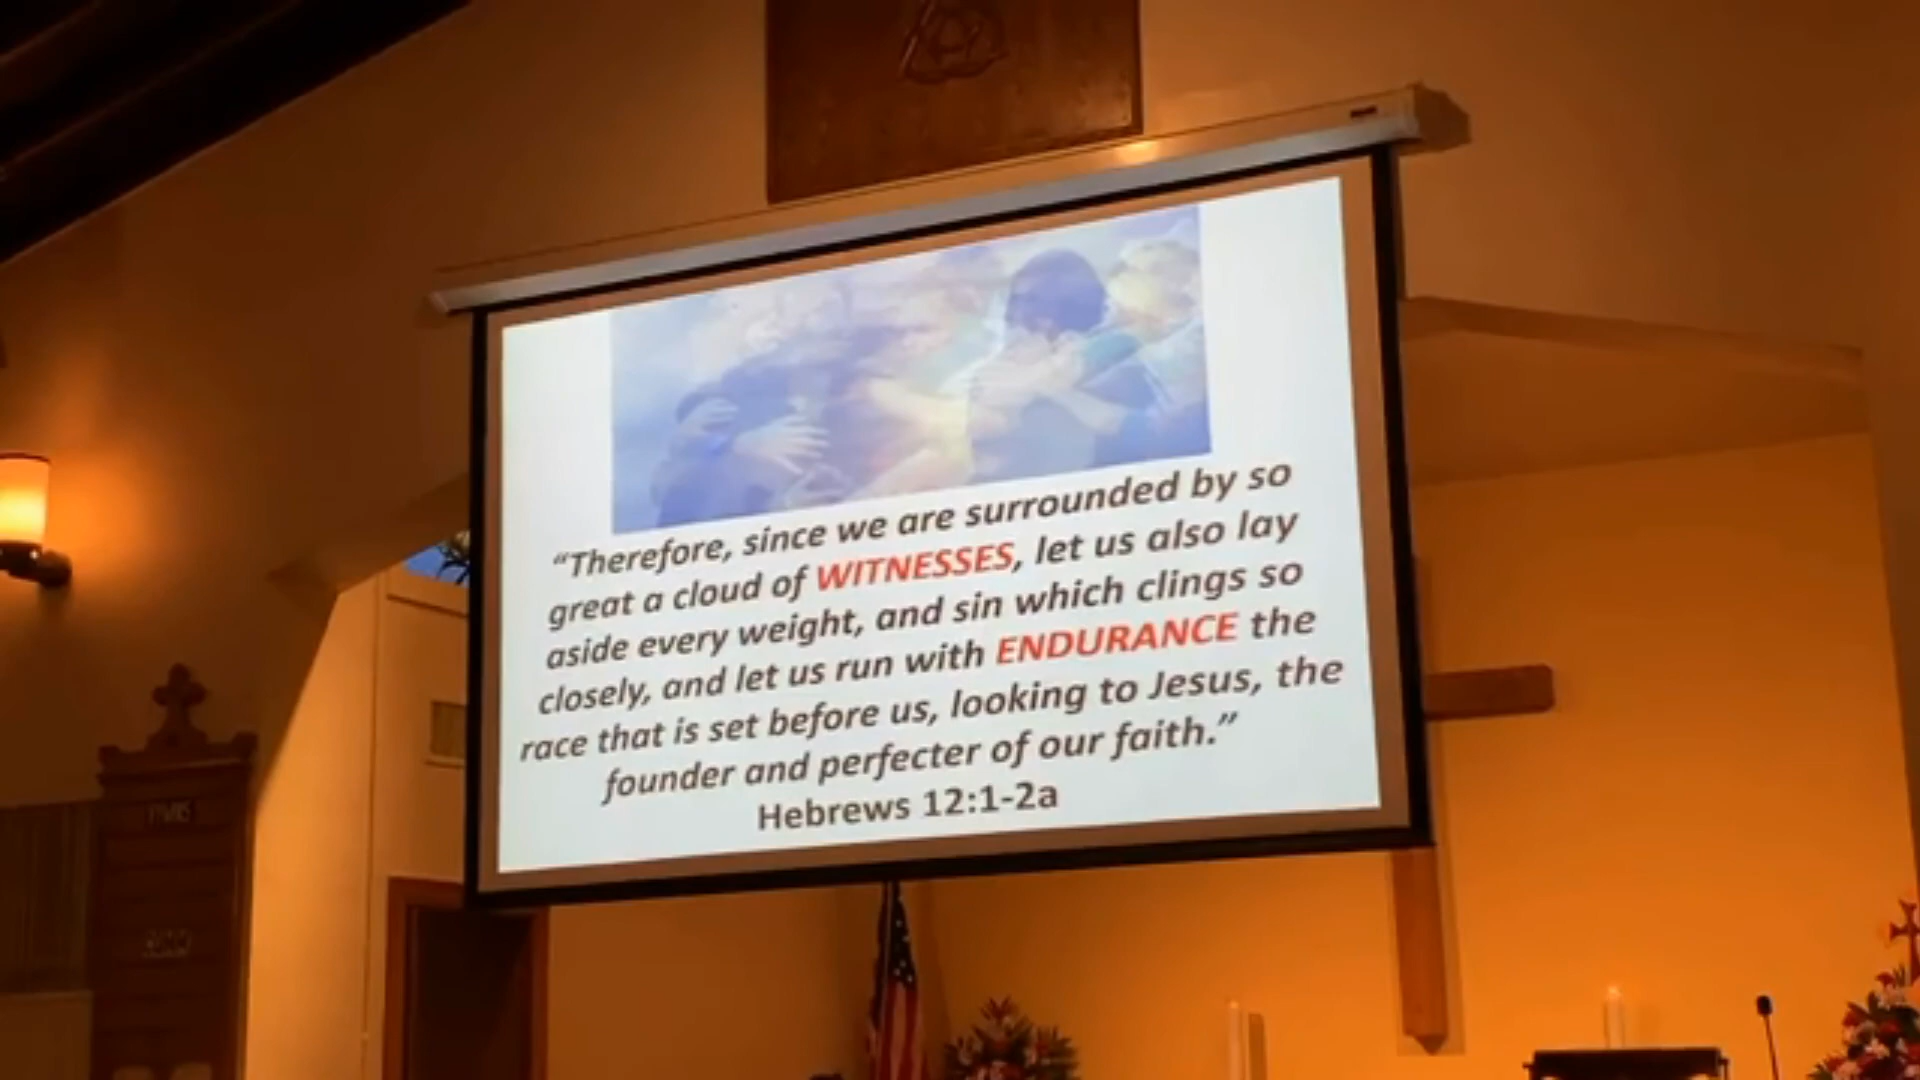 “Therefore, since we are surrounded by so
great a cloud of WITNESSES, let us also lay
aside every weight, and sin which clings so
closely, and let us run with ENDURANCE the
race that is set before us, looking to Jesus, the
founder and perfecter of our faith.”
Hebrews 12:1-2a